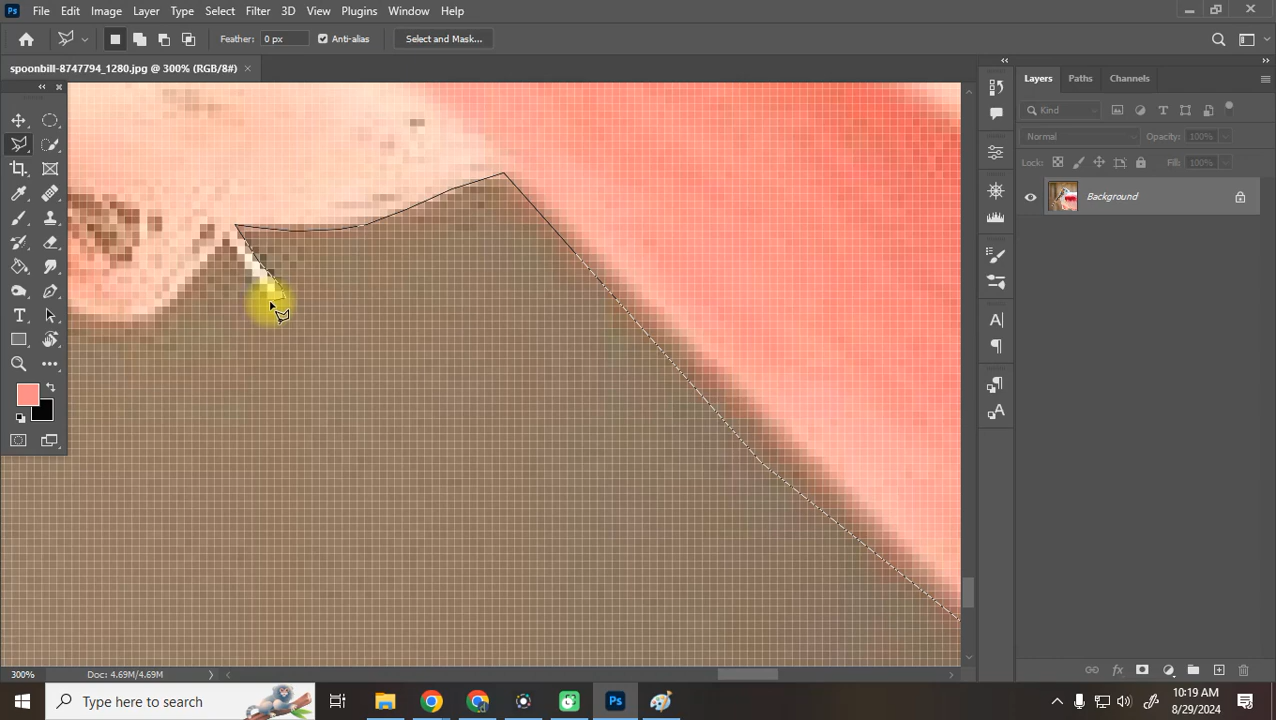 Ps File Edit Image Layer Type Select Filter 3D View Plugins Window Help
Feather: 0 px Anti-alias Select and Mask...
spoonbill-8747794_1280.jpg @ 300% (RGB/8#) ×
Layers Paths Channels
Kind
Normal Opacity: 100%
Lock: Fill: 100%
Background
300% Doc: 4.69M/4.69M
Type here to search
Ps
10:19 AM
8/29/2024